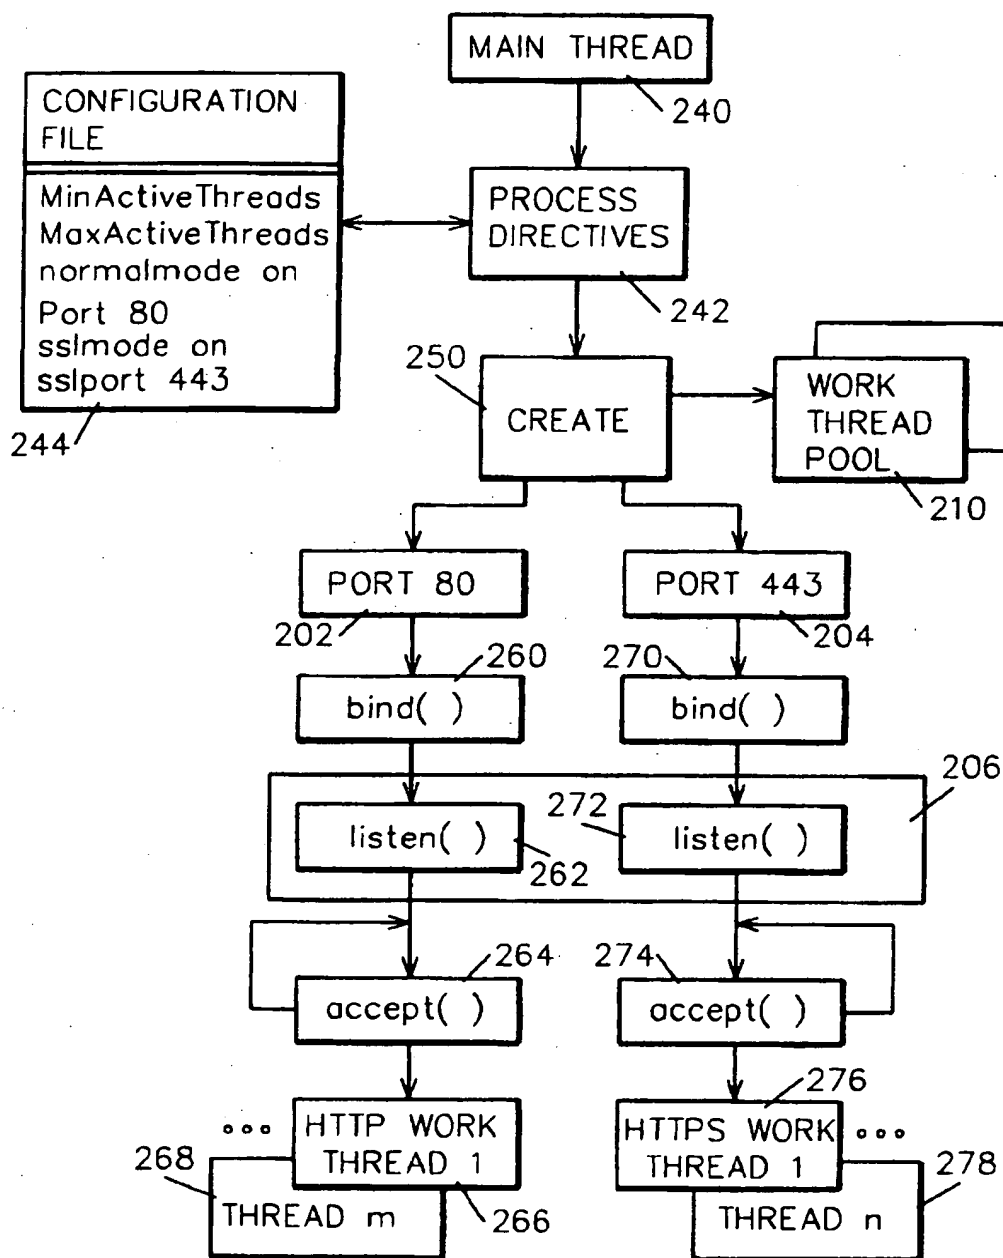 MAIN THREAD
240
CONFIGURATION
FILE
MinActiveThreads
MaxActiveThreads
normalmode on
Port 80
sslmode on
sslport 443
244
PROCESS
DIRECTIVES
242
250
CREATE
WORK
THREAD
POOL
210
PORT 80
202
PORT 443
204
260
bind( )
270
bind( )
206
listen( )
262
272
listen( )
264
accept( )
274
accept( )
276
HTTP WORK
THREAD 1
266
268
THREAD m
HTTPS WORK
THREAD 1
278
THREAD n